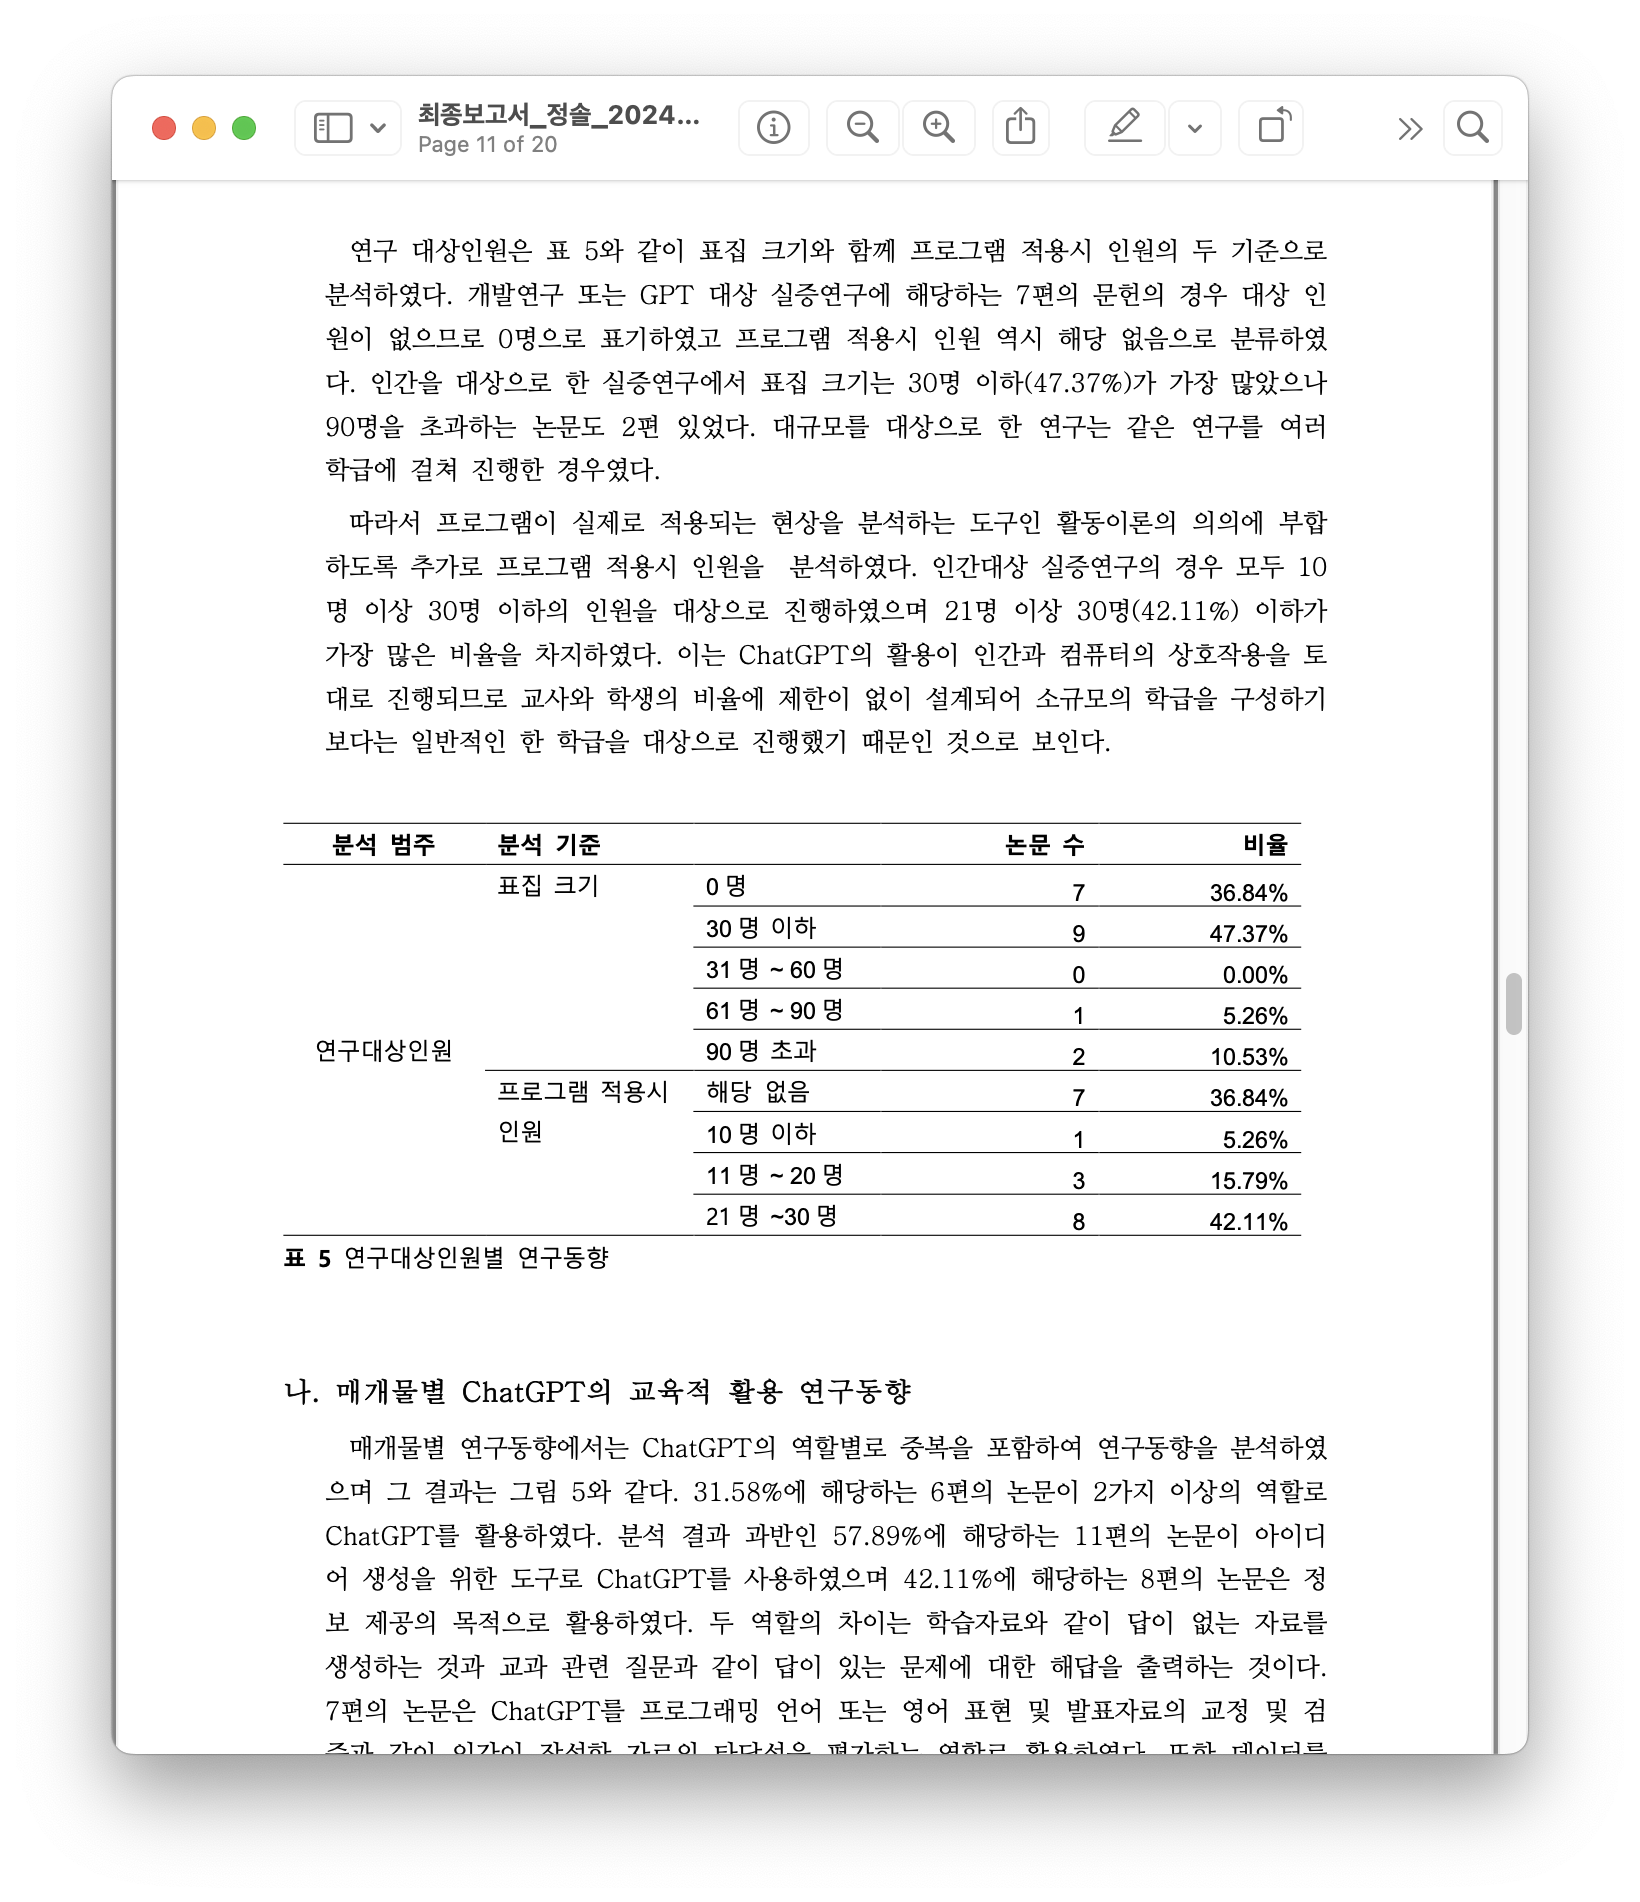 최종보고서_정솔_2024...
Page 11 of 20
연구 대상인원은 표 5와 같이 표집 크기와 함께 프로그램 적용시 인원의 두 기준으로
분석하였다. 개발연구 또는 GPT 대상 실증연구에 해당하는 7편의 문헌의 경우 대상 인
원이 없으므로 0명으로 표기하였고 프로그램 적용시 인원 역시 해당 없음으로 분류하였
다. 인간을 대상으로 한 실증연구에서 표집 크기는 30명 이하(47.37%)가 가장 많았으나
90명을 초과하는 논문도 2편 있었다. 대규모를 대상으로 한 연구는 같은 연구를 여러
학급에 걸쳐 진행한 경우였다.
따라서 프로그램이 실제로 적용되는 현상을 분석하는 도구인 활동이론의 의의에 부합
하도록 추가로 프로그램 적용시 인원을 분석하였다. 인간대상 실증연구의 경우 모두 10
명 이상 30명 이하의 인원을 대상으로 진행하였으며 21명 이상 30명(42.11%) 이하가
가장 많은 비율을 차지하였다. 이는 ChatGPT의 활용이 인간과 컴퓨터의 상호작용을 토
대로 진행되므로 교사와 학생의 비율에 제한이 없이 설계되어 소규모의 학급을 구성하기
보다는 일반적인 한 학급을 대상으로 진행했기 때문인 것으로 보인다.
분석 범주 분석 기준 논문 수 비율
표집 크기 0 명 7 36.84%
30 명 이하 9 47.37%
31 명 ~ 60 명 0 0.00%
61 명 ~ 90 명 1 5.26%
연구대상인원 90 명 초과 2 10.53%
프로그램 적용시 해당 없음 7 36.84%
인원 10 명 이하 1 5.26%
11 명 ~ 20 명 3 15.79%
21 명 ~30 명 8 42.11%
표 5 연구대상인원별 연구동향
나. 매개물별 ChatGPT의 교육적 활용 연구동향
매개물별 연구동향에서는 ChatGPT의 역할별로 중복을 포함하여 연구동향을 분석하였
으며 그 결과는 그림 5와 같다. 31.58%에 해당하는 6편의 논문이 2가지 이상의 역할로
ChatGPT를 활용하였다. 분석 결과 과반인 57.89%에 해당하는 11편의 논문이 아이디
어 생성을 위한 도구로 ChatGPT를 사용하였으며 42.11%에 해당하는 8편의 논문은 정
보 제공의 목적으로 활용하였다. 두 역할의 차이는 학습자료와 같이 답이 없는 자료를
생성하는 것과 교과 관련 질문과 같이 답이 있는 문제에 대한 해답을 출력하는 것이다.
7편의 논문은 ChatGPT를 프로그래밍 언어 또는 영어 표현 및 발표자료의 교정 및 검
증과 같이 인간이 작성한 자료의 타당성을 평가하는 역할로 활용하였다. 또한 데이터를